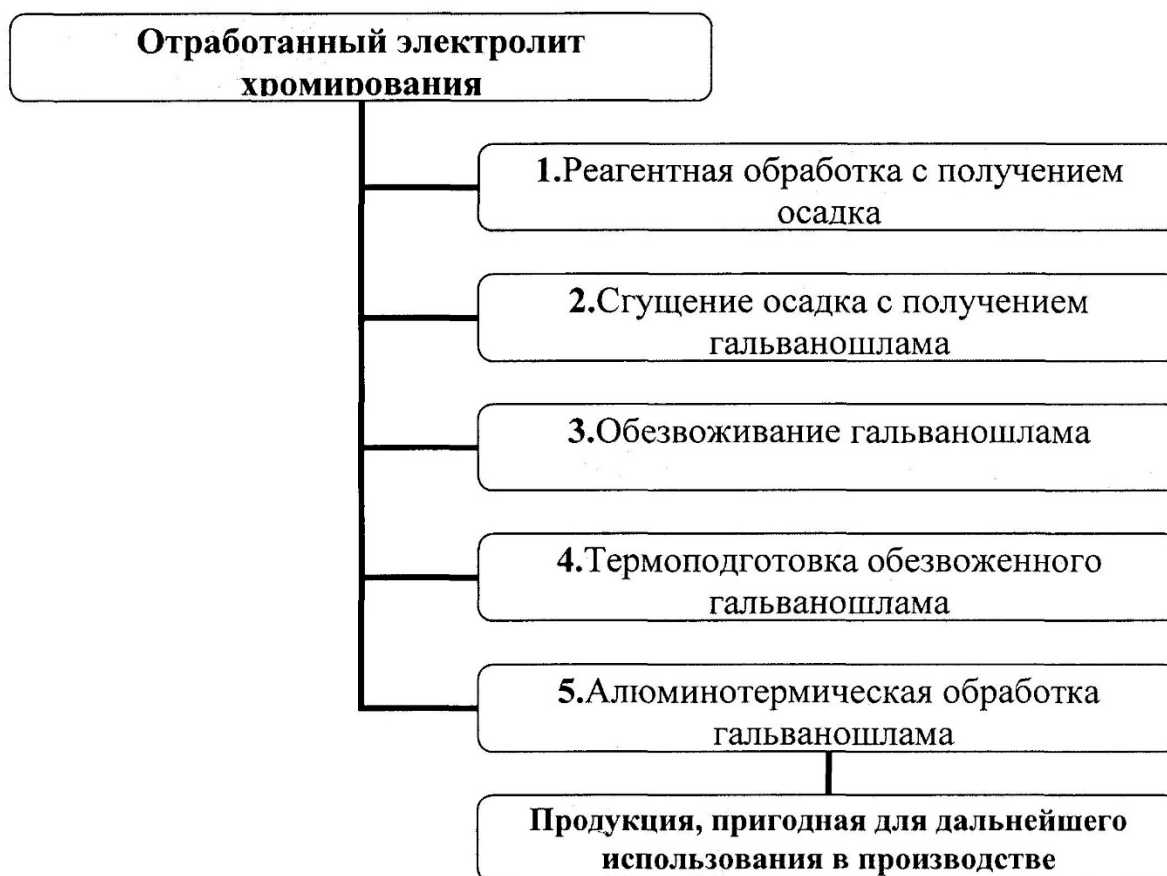 Отработанный электролит
хромирования
1.Реагентная обработка с получением
осадка
2.Сгущение осадка с получением
гальваношлама
3.Обезвоживание гальваношлама
4.Термоподготовка обезвоженного
гальваношлама
5.Алюминотермическая обработка
гальваношлама
Продукция, пригодная для дальнейшего
использования в производстве